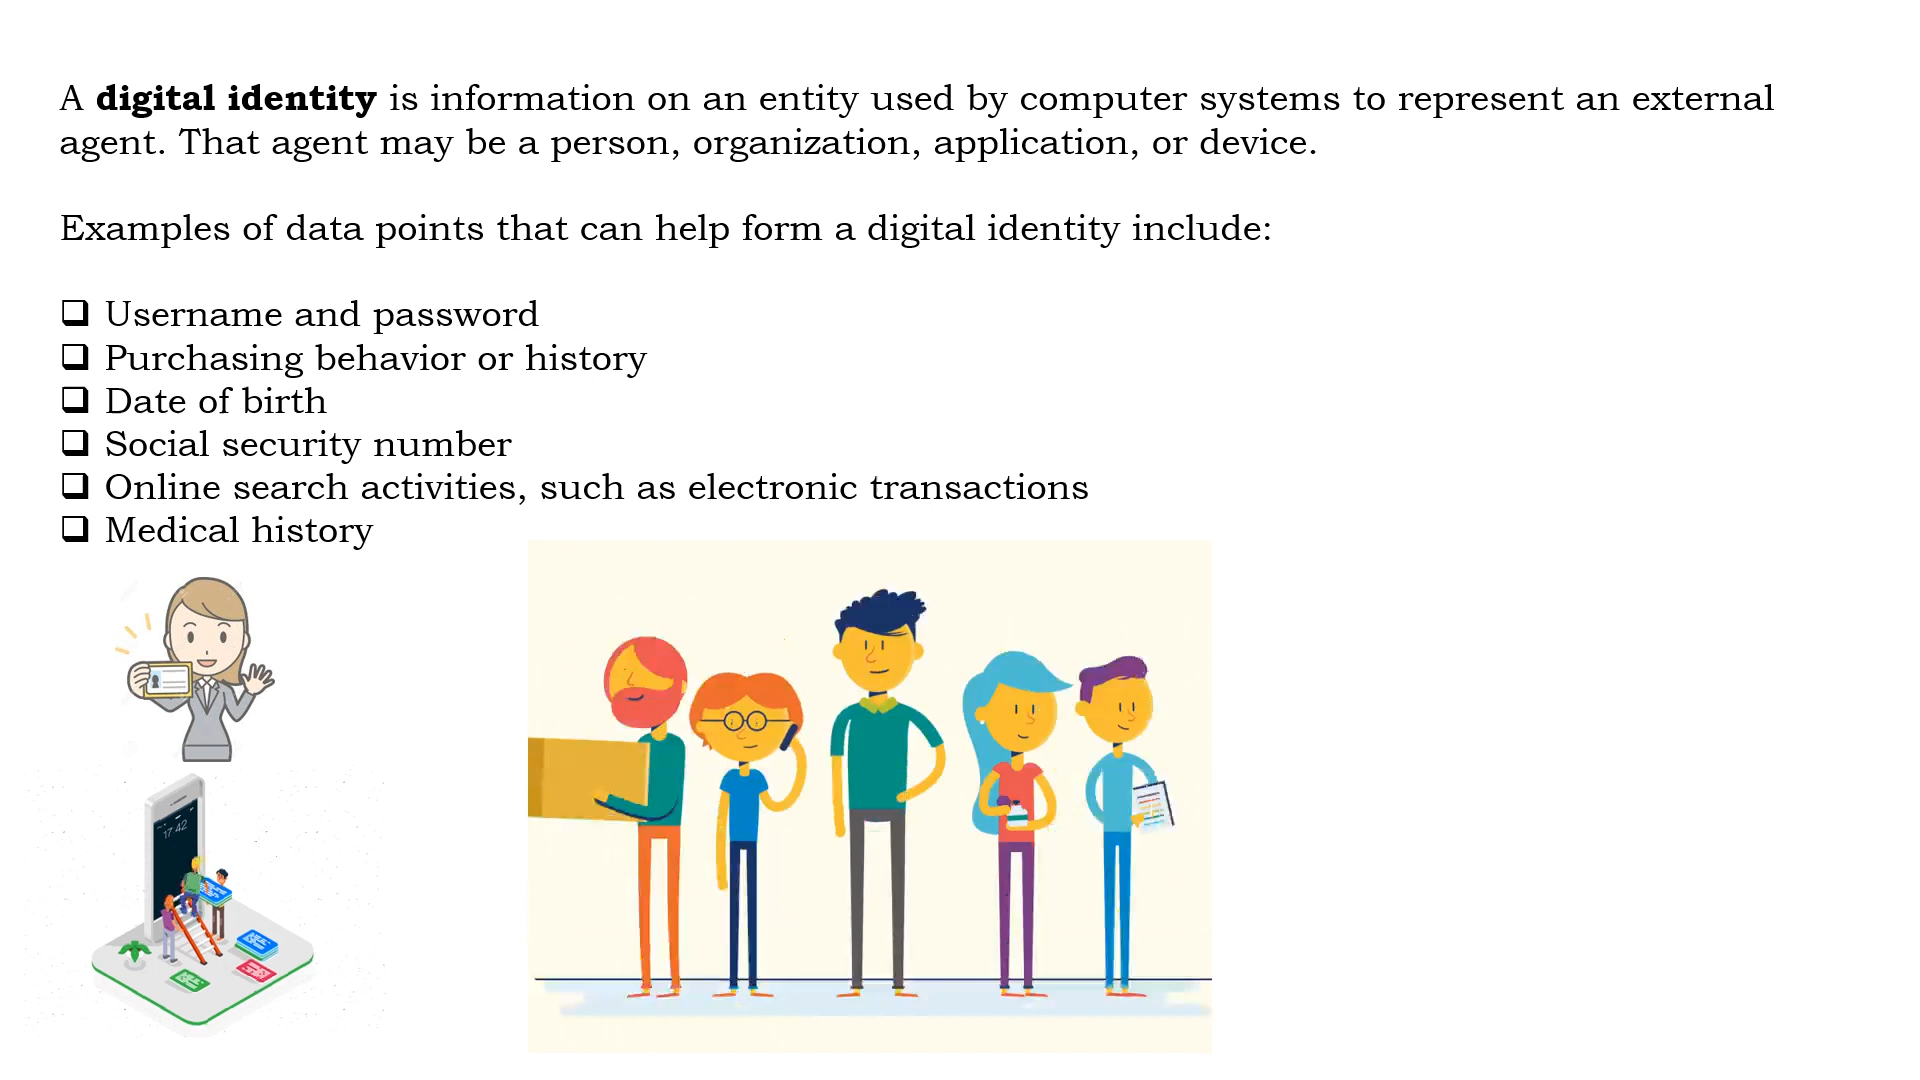 A digital identity is information on an entity used by computer systems to represent an external
agent. That agent may be a person, organization, application, or device.
Examples of data points that can help form a digital identity include:
❑ Username and password
❑ Purchasing behavior or history
❑ Date of birth
❑ Social security number
❑ Online search activities, such as electronic transactions
❑ Medical history
17:42